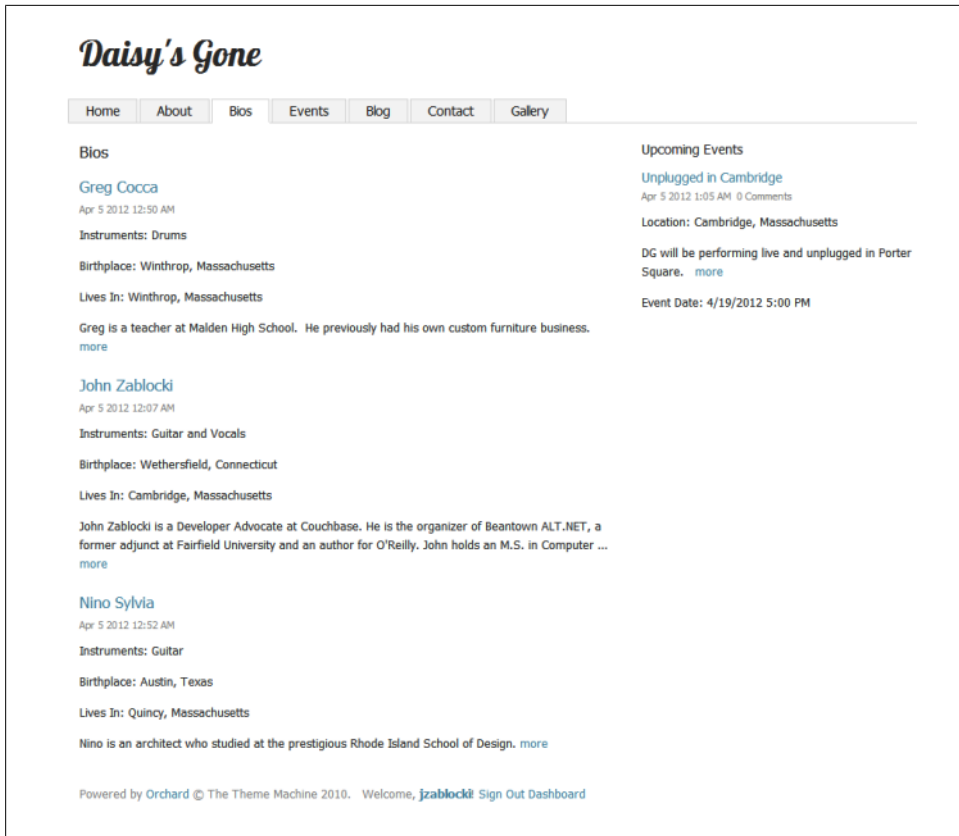 Daisy's Gone
Home About Bios Events Blog Contact Gallery
Bios
Greg Cocca
Apr 5 2012 12:50 AM
Instruments: Drums
Birthplace: Winthrop, Massachusetts
Lives In: Winthrop, Massachusetts
Greg is a teacher at Malden High School. He previously had his own custom furniture business.
more
John Zablocki
Apr 5 2012 12:07 AM
Instruments: Guitar and Vocals
Birthplace: Wethersfield, Connecticut
Lives In: Cambridge, Massachusetts
John Zablocki is a Developer Advocate at Couchbase. He is the organizer of Beantown ALT.NET, a
former adjunct at Fairfield University and an author for O'Reilly. John holds an M.S. in Computer ...
more
Nino Sylvia
Apr 5 2012 12:52 AM
Instruments: Guitar
Birthplace: Austin, Texas
Lives In: Quincy, Massachusetts
Nino is an architect who studied at the prestigious Rhode Island School of Design. more
Upcoming Events
Unplugged in Cambridge
Apr 5 2012 1:05 AM 0 Comments
Location: Cambridge, Massachusetts
DG will be performing live and unplugged in Porter
Square. more
Event Date: 4/19/2012 5:00 PM
Powered by Orchard © The Theme Machine 2010. Welcome, jzablocki! Sign Out Dashboard